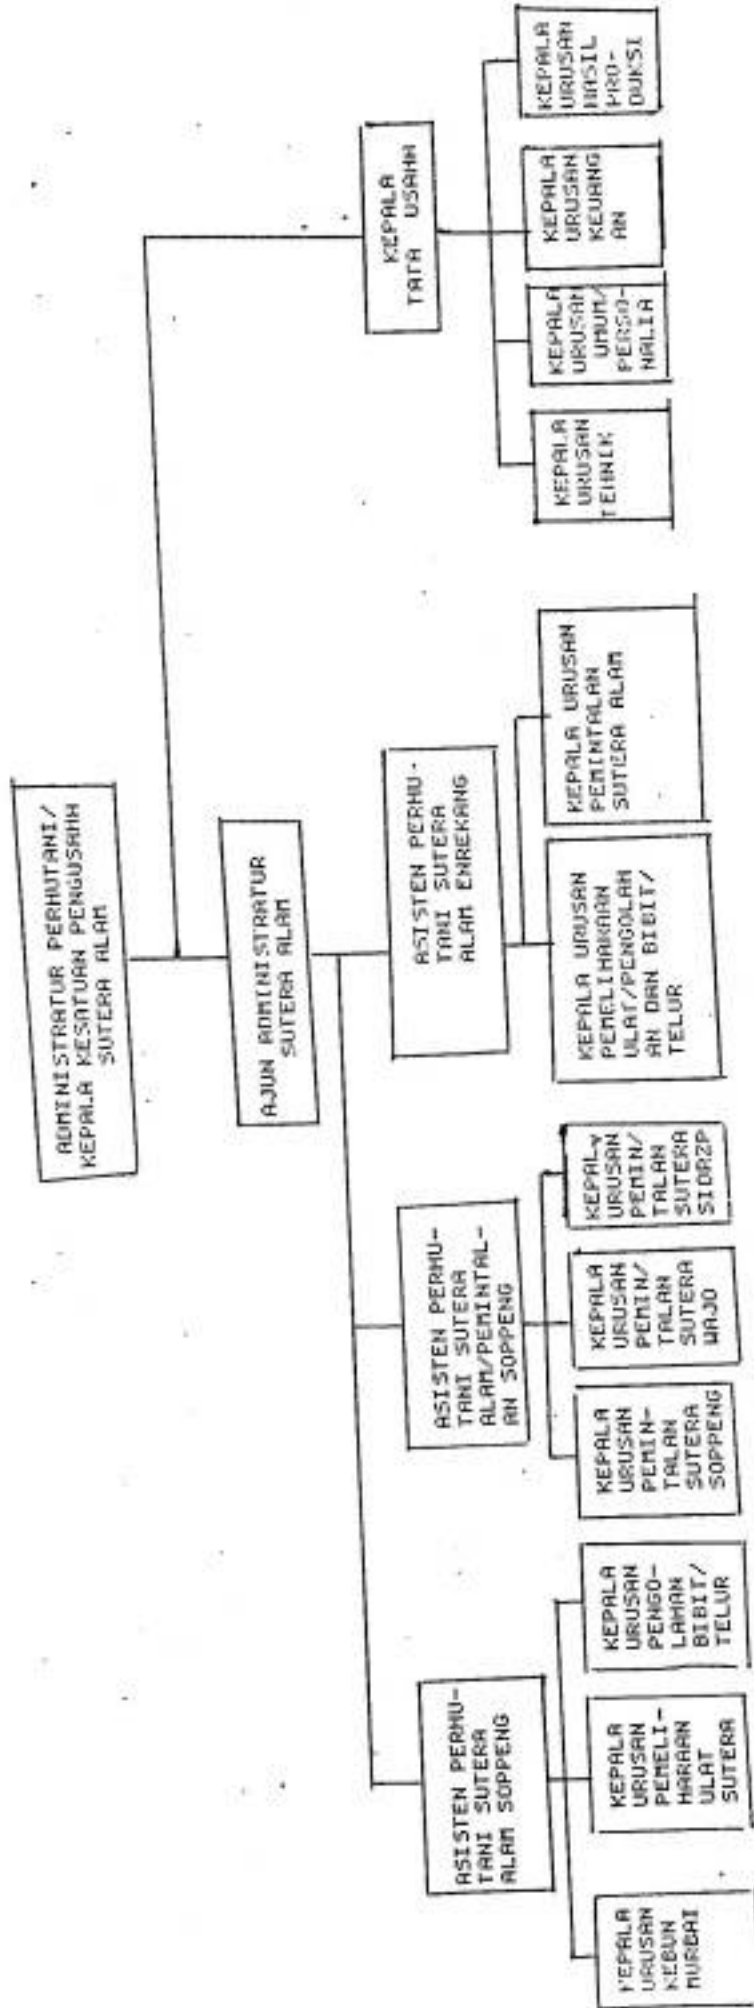 ADMINISTRATUR PERHUTANI/
KEPALA KESATUAN PENGUSAHH
SUTERA ALAM
AJUN ADMINISTRATUR
SUTERA ALAM
KEPALA
TATA USAHH
ASISTEN PERHU-
TANI SUTERA
ALAM SOPPENG
ASISTEN PERHU-
TANI SUTERA
ALAM/PEMINTAL-
AN SOPPENG
ASISTEN PERHU-
TANI SUTERA
ALAM ENREKANG
KEPALA
URUSAN
KEBUN
MURBAI
KEPALA
URUSAN
PEMELI-
HARAAN
ULAT
SUTERA
KEPALA
URUSAN
PENGO-
LAHAN
BIBIT/
TELUR
KEPALA
URUSAN
PEMIN-
TALAN
SUTERA
SOPPENG
KEPALA
URUSAN
PEMIN/
TALAN
SUTERA
WAJO
KEPALA
URUSAN
PEMIN/
TALAN
SUTERA
SIDRZP
KEPALA URUSAN
PEMELIHARAAN
ULAT/PENGOLAH
AN DAN BIBIT/
TELUR
KEPALA URUSAN
PEMINTALAN
SUTERA ALAM
KEPALA
URUSAN
TEHNIK
KEPALA
URUSAN
UMUM/
PERSO-
NALIA
KEPALA
URUSAN
KEUANG
AN
KEPALA
URUSAN
HASIL
PRO-
DUKSI